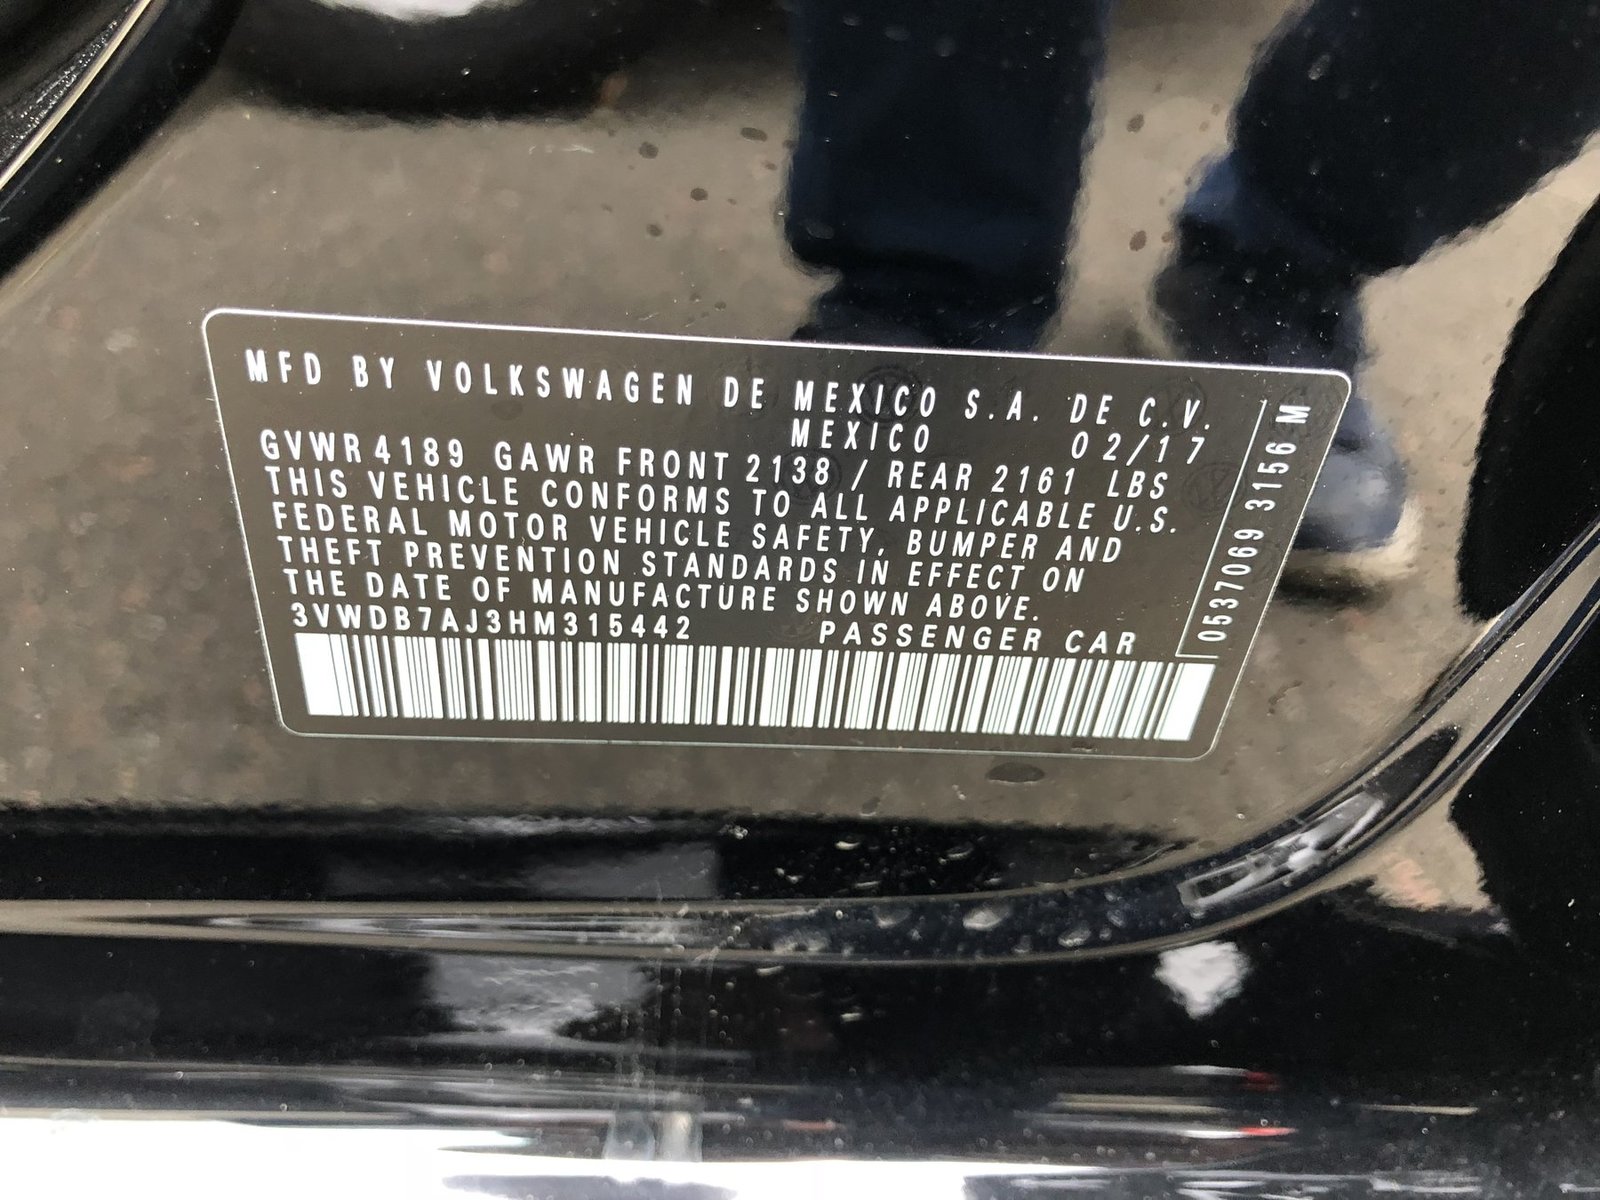 MFD BY VOLKSWAGEN DE MEXICO S.A. DE C.V.
MEXICO 02/17
GVWR 4189 GAWR FRONT 2138 / REAR 2161 LBS
THIS VEHICLE CONFORMS TO ALL APPLICABLE U.S.
FEDERAL MOTOR VEHICLE SAFETY, BUMPER AND
THEFT PREVENTION STANDARDS IN EFFECT ON
THE DATE OF MANUFACTURE SHOWN ABOVE.
3VWDB7AJ3HM315442 PASSENGER CAR
0537069 3156 M